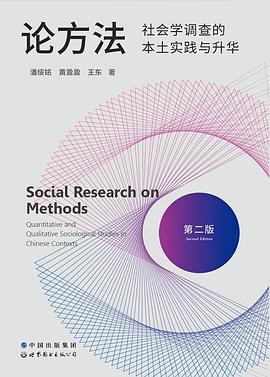 论方法
社会学调查的
本土实践与升华
潘绥铭 黄盈盈 王东 著
Social Research on
Methods
Quantitative and
Qualitative Sociological Studies in
Chinese Contexts
第二版
Second Edition
中国出版集团
世界图书出版公司